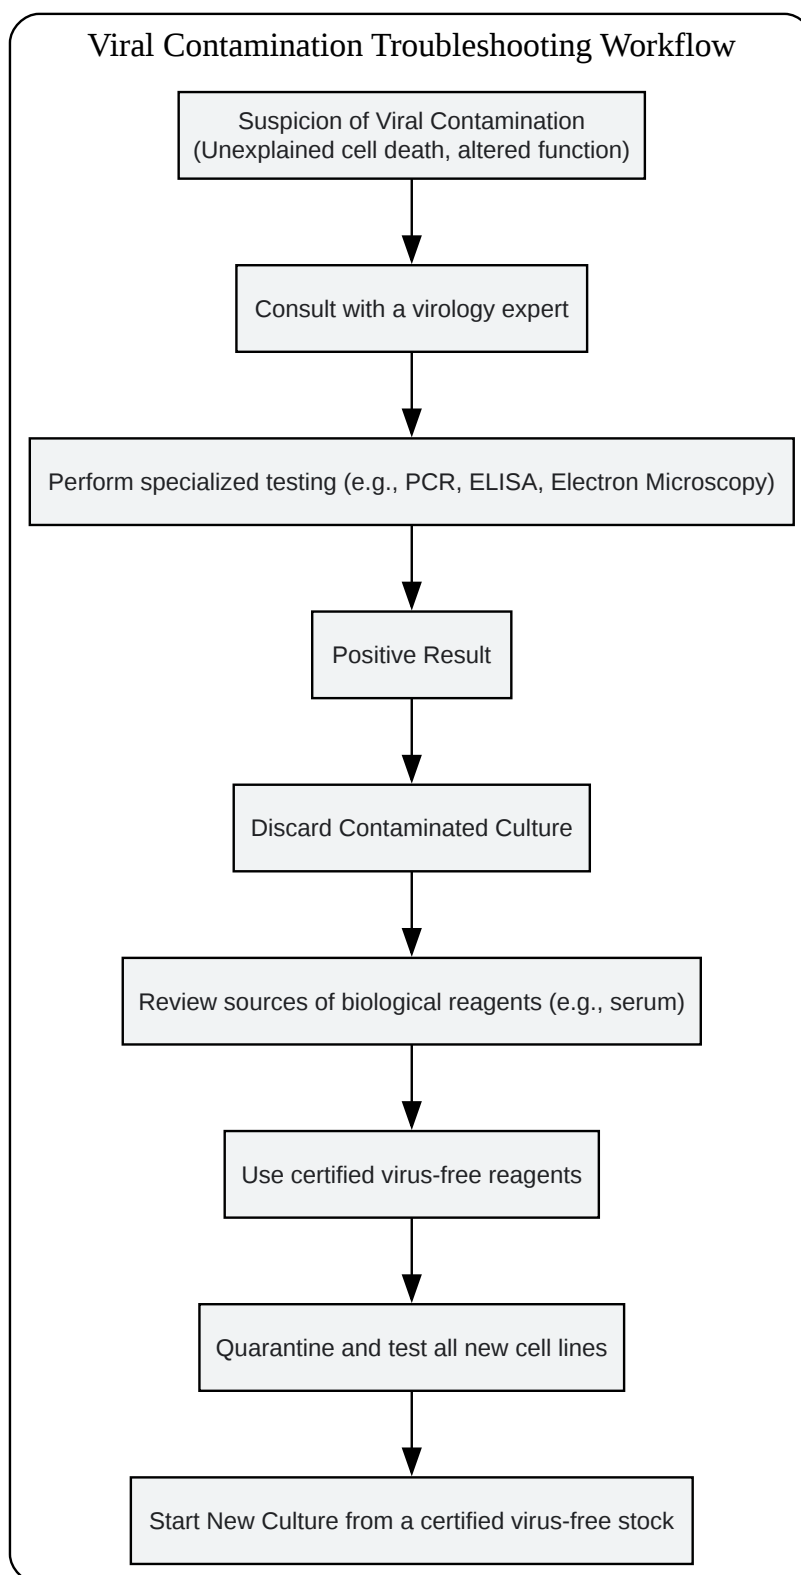 Viral Contamination Troubleshooting Workflow
Suspicion of Viral Contamination
(Unexplained cell death, altered function)
Consult with a virology expert
Perform specialized testing (e.g., PCR, ELISA, Electron Microscopy)
Positive Result
Discard Contaminated Culture
Review sources of biological reagents (e.g., serum)
Use certified virus-free reagents
Quarantine and test all new cell lines
Start New Culture from a certified virus-free stock